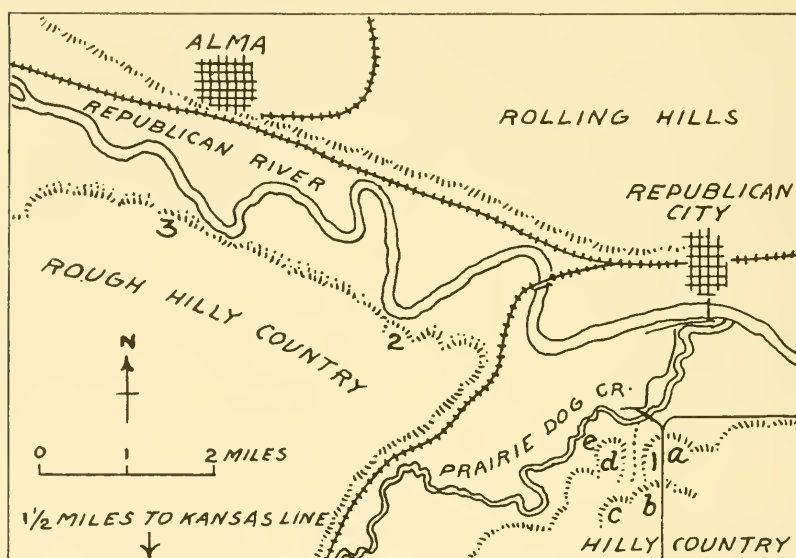 ALMA
REPUBLICAN RIVER
ROLLING HILLS
REPUBLICAN
CITY
3
ROUGH HILLY COUNTRY
2
N
0 1 2 MILES
PRAIRIE DOG CR.
e
d
1
a
c
b
1/2 MILES TO KANSAS LINE
HILLY COUNTRY